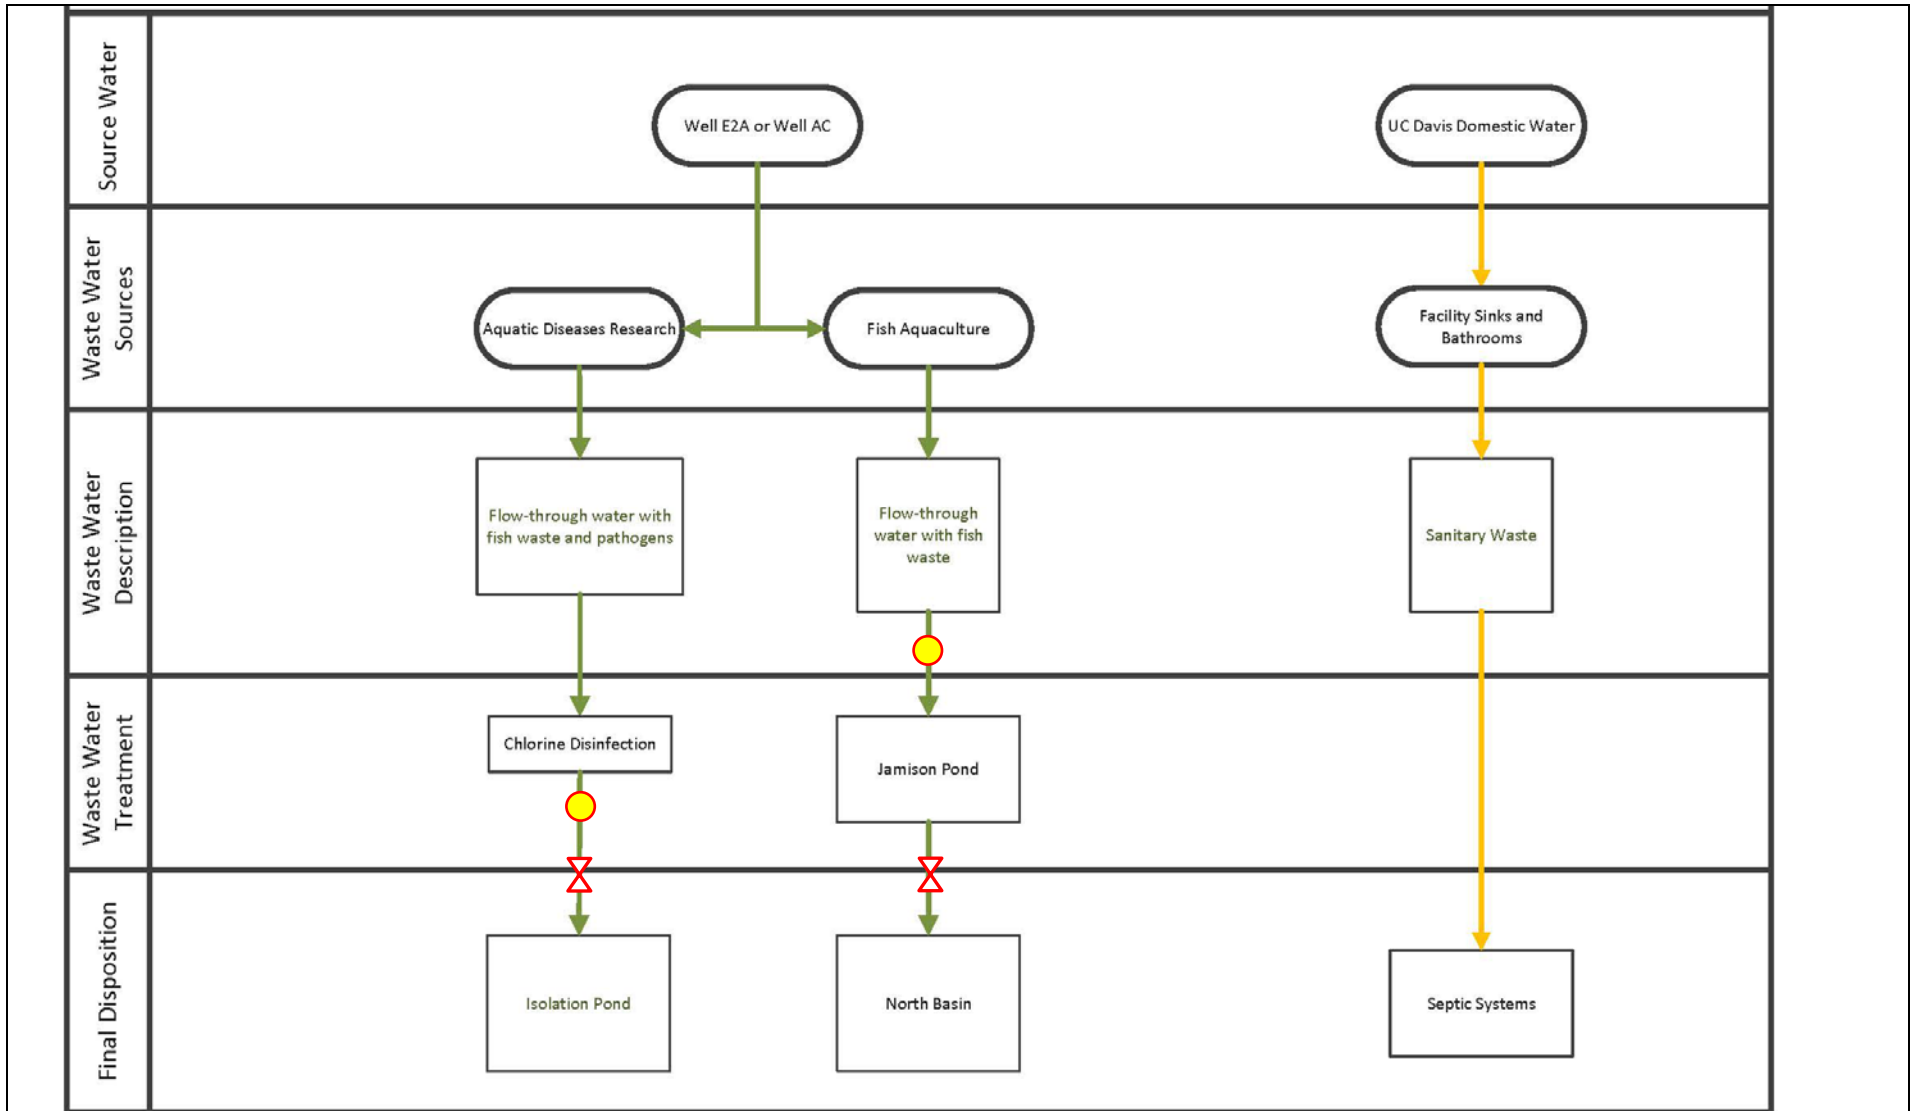 Source Water
Well E2A or Well AC
UC Davis Domestic Water
Waste Water
Sources
Aquatic Diseases Research
Fish Aquaculture
Facility Sinks and
Bathrooms
Waste Water
Description
Flow-through water with
fish waste and pathogens
Flow-through
water with fish
waste
Sanitary Waste
Waste Water
Treatment
Chlorine Disinfection
Jamison Pond
Final Disposition
Isolation Pond
North Basin
Septic Systems